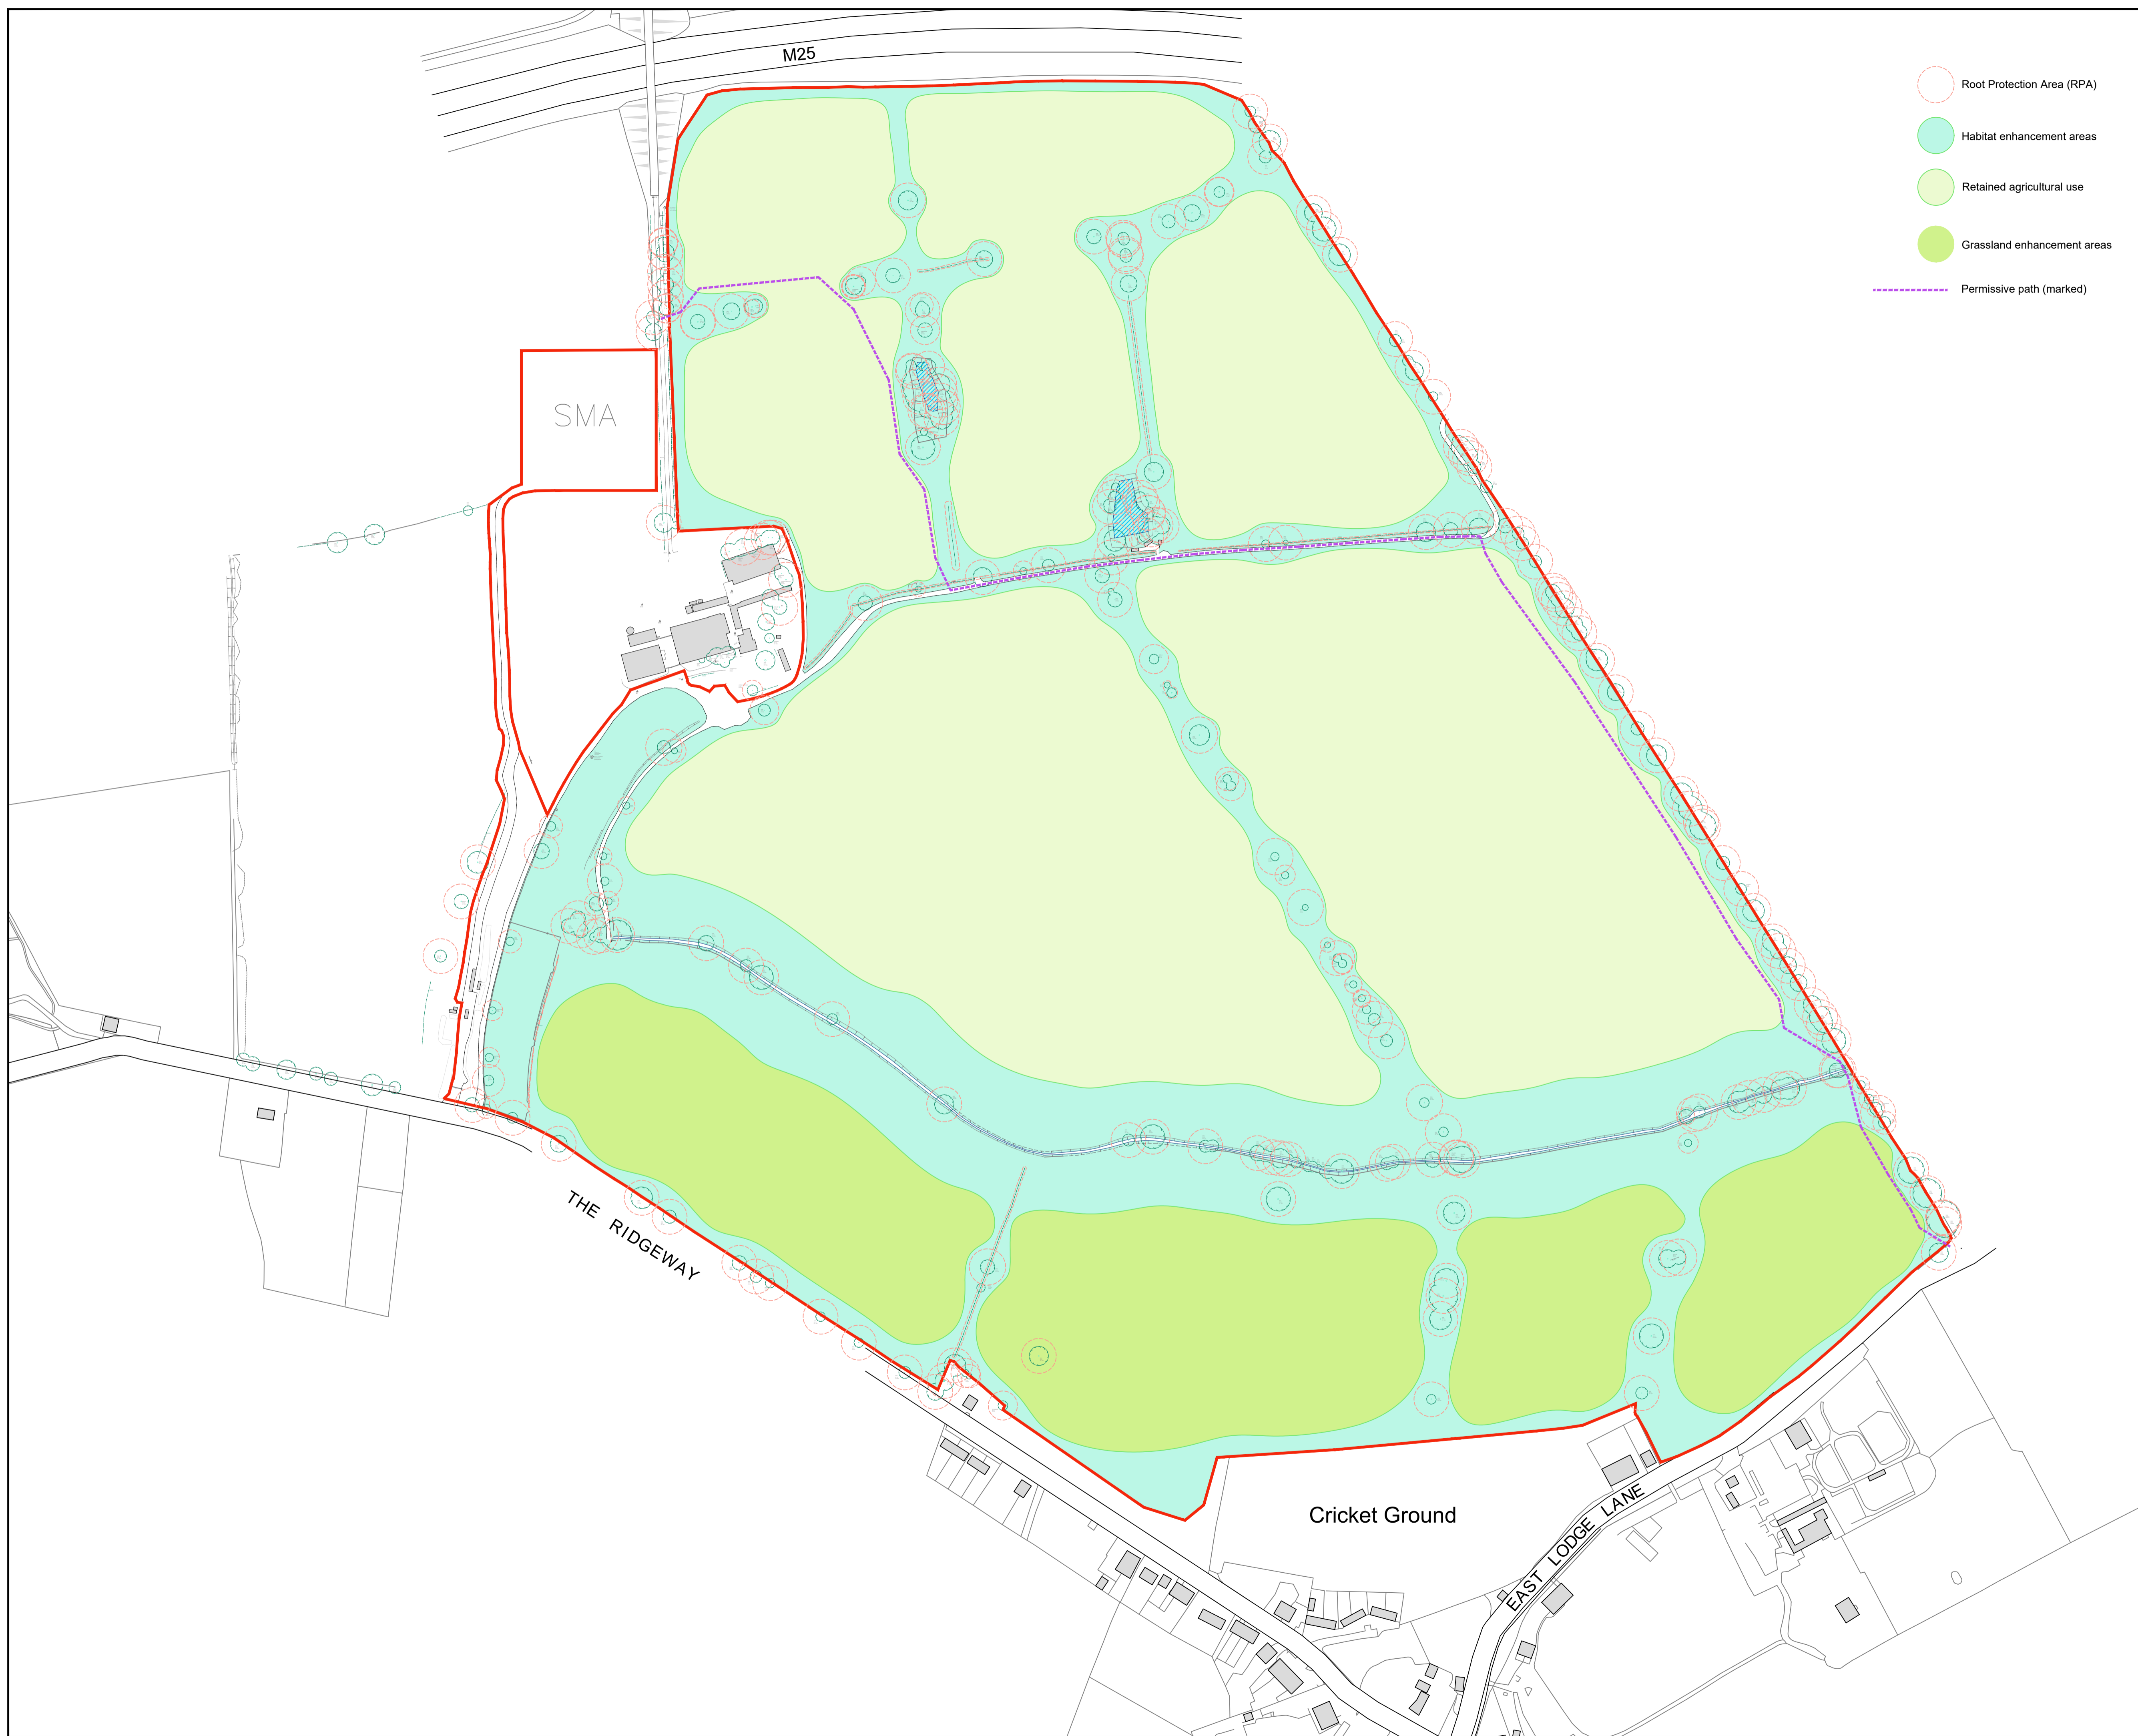 M25
Root Protection Area (RPA)
Habitat enhancement areas
Retained agricultural use
Grassland enhancement areas
Permissive path (marked)
SMA
THE RIDGEWAY
Cricket Ground
EAST LODGE LANE